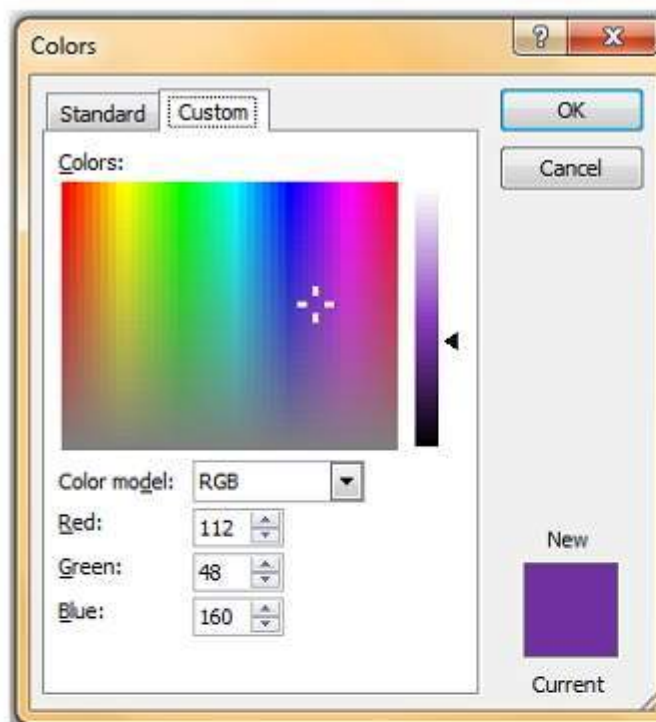 Colors
?
X
Standard
Custom
OK
Cancel
Colors:
Color model: RGB
Red: 112
Green: 48
Blue: 160
New
Current